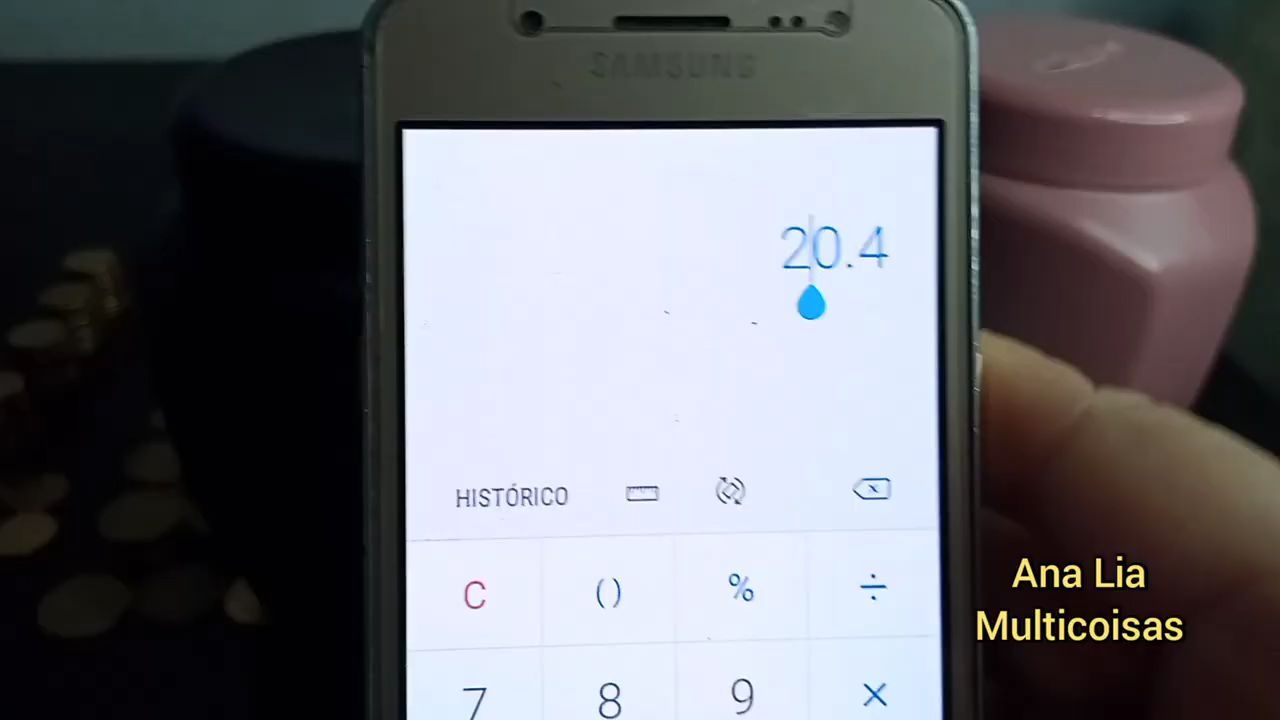 SAMSUNG
20.4
HISTÓRICO
C () % ÷
7 8 9 ×
Ana Lia
Multicoisas